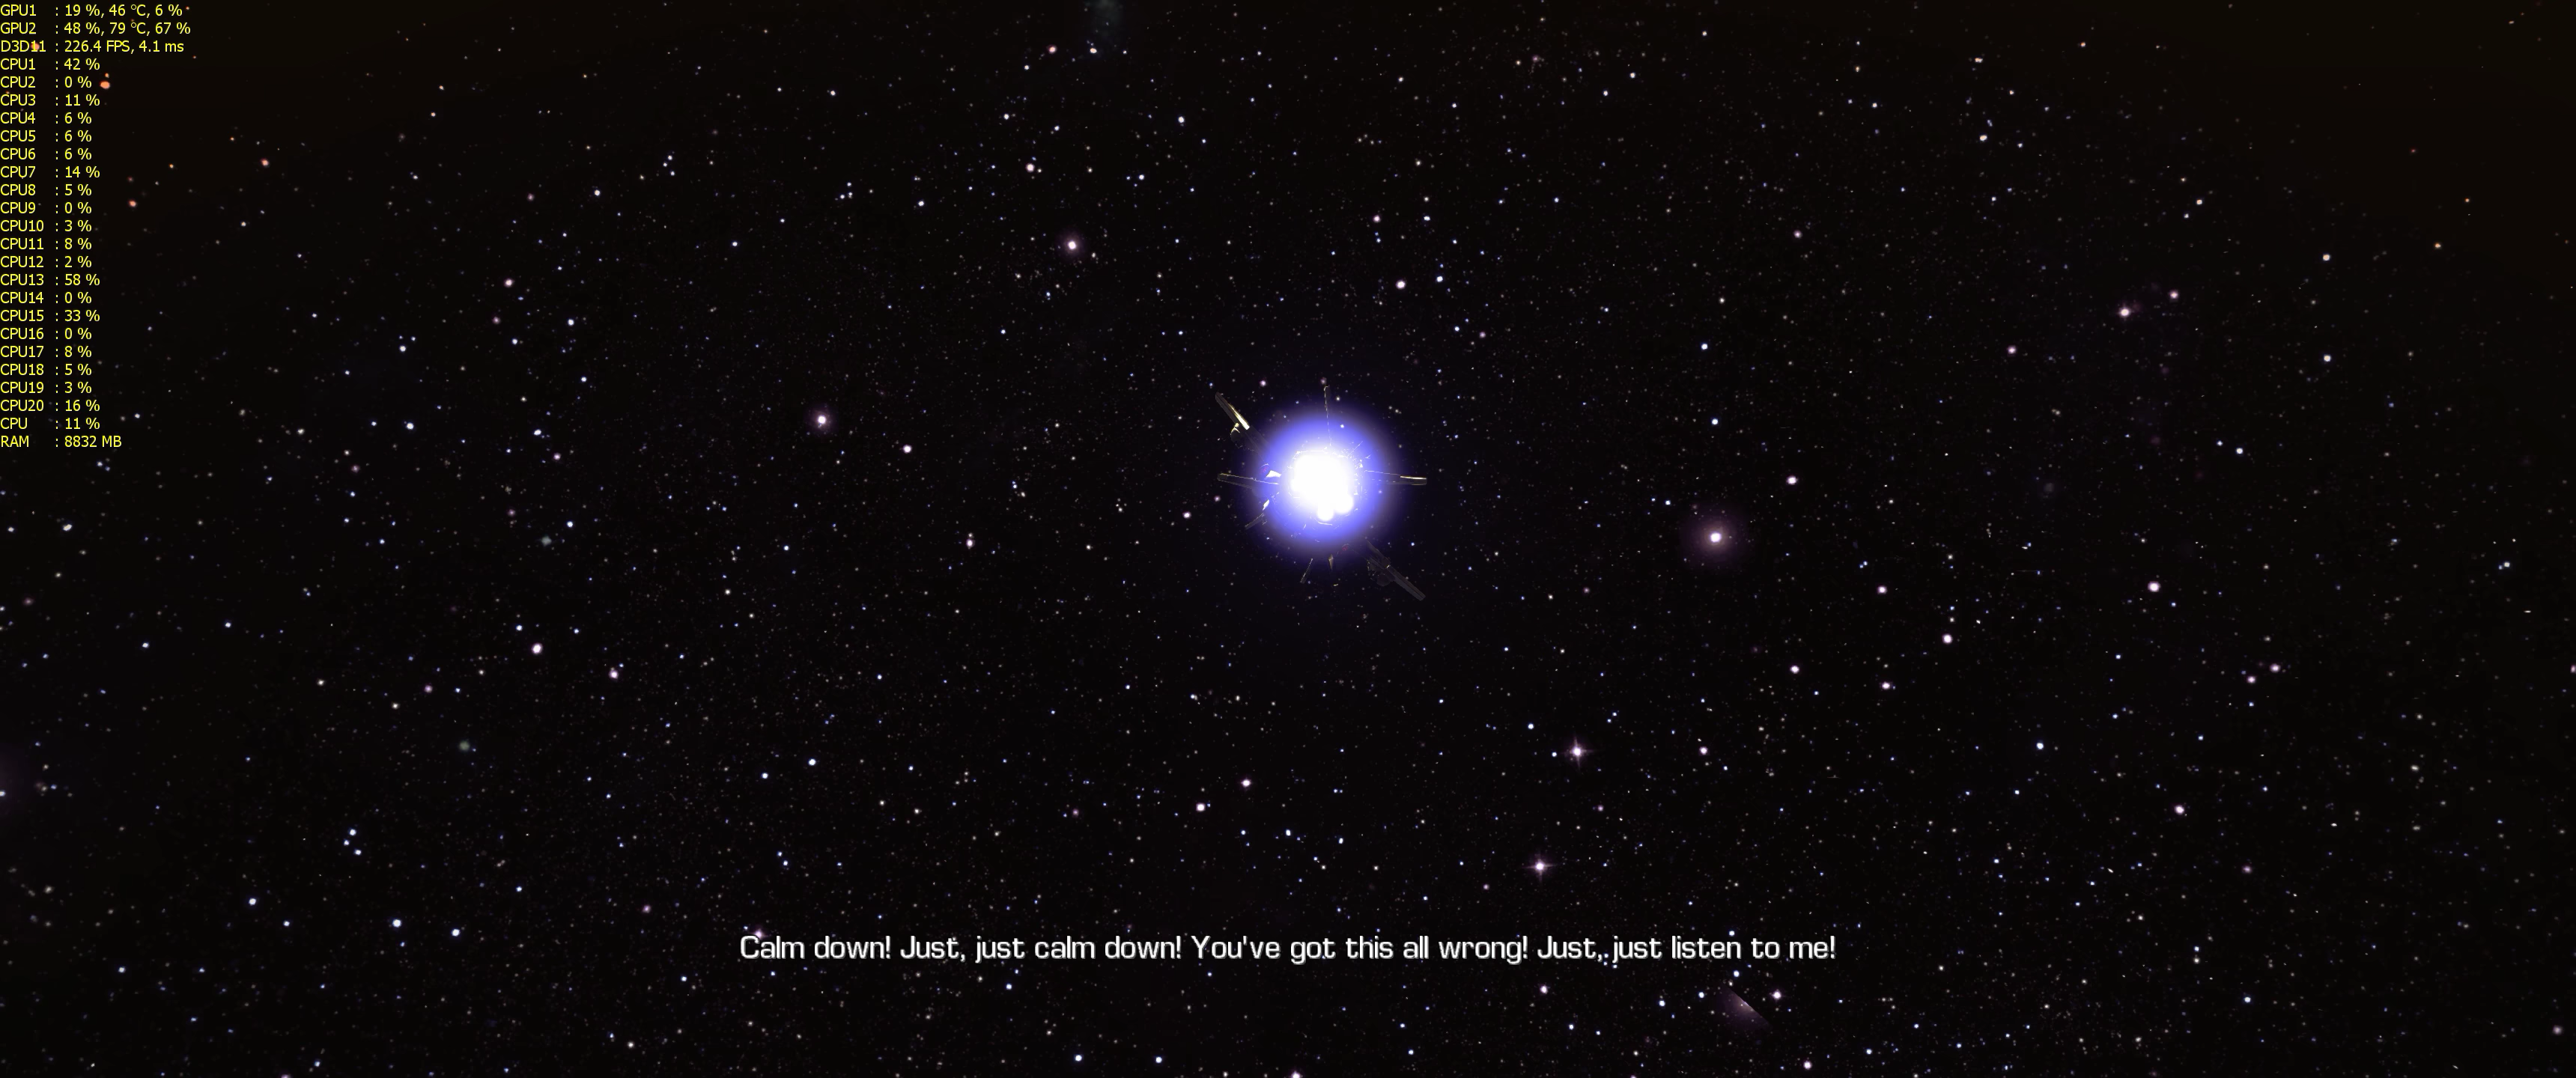 GPU1 : 19 %, 46 °C, 6 %
GPU2 : 48 %, 79 °C, 67 %
D3D11 : 226.4 FPS, 4.1 ms
CPU1 : 42 %
CPU2 : 0 %
CPU3 : 11 %
CPU4 : 6 %
CPU5 : 6 %
CPU6 : 6 %
CPU7 : 14 %
CPU8 : 5 %
CPU9 : 0 %
CPU10 : 3 %
CPU11 : 8 %
CPU12 : 2 %
CPU13 : 58 %
CPU14 : 0 %
CPU15 : 33 %
CPU16 : 0 %
CPU17 : 8 %
CPU18 : 5 %
CPU19 : 3 %
CPU20 : 16 %
CPU : 11 %
RAM : 8832 MB
Calm down! Just, just calm down! You've got this all wrong! Just, just listen to me!